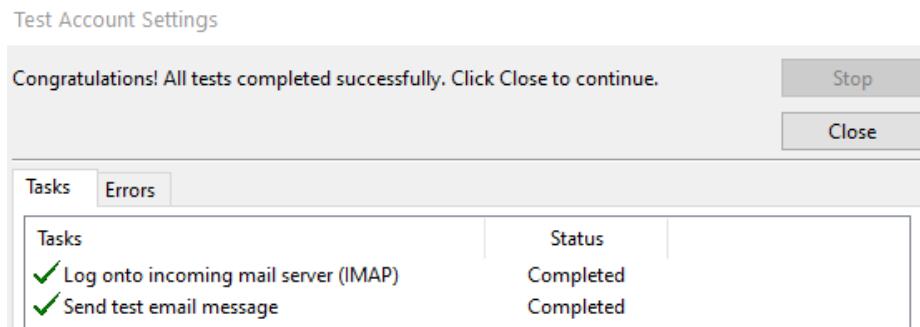 Test Account Settings
Congratulations! All tests completed successfully. Click Close to continue.
Stop
Close
Tasks Errors
Tasks Status
Log onto incoming mail server (IMAP) Completed
Send test email message Completed